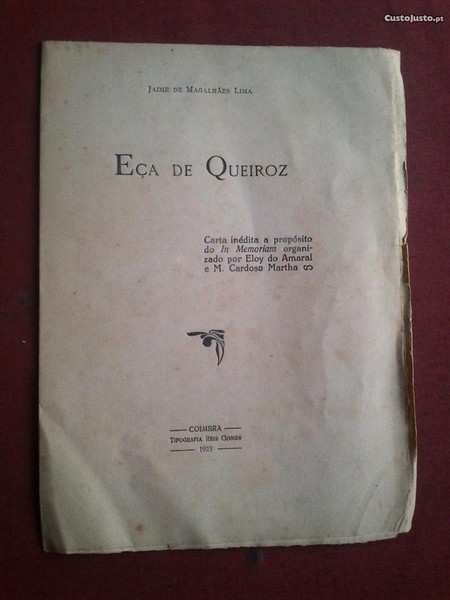 CustoJusto.pt
JAIME DE MAGALHÃES LIMA
EÇA DE QUEIROZ
Carta inédita a propósito
do In Memoriam organi-
zado por Eloy do Amaral
e M. Cardoso Martha
COIMBRA
TIPOGRAFIA REIS GOMES